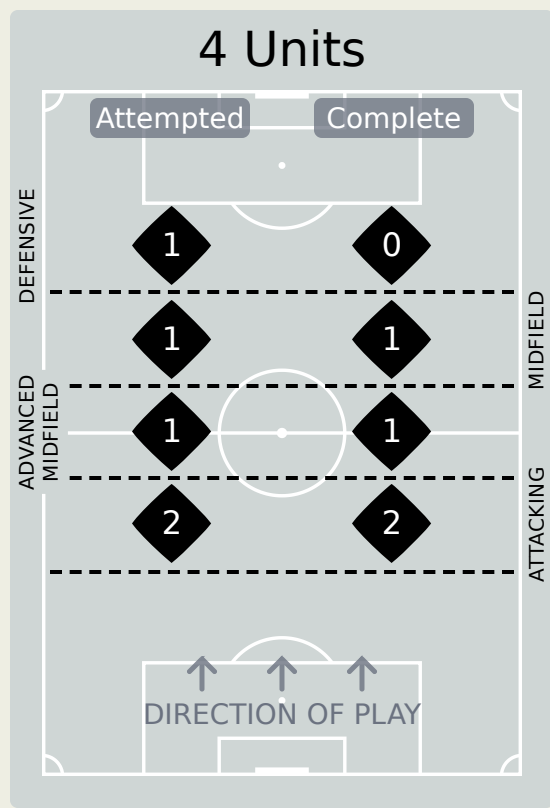 4 Units
Attempted
Complete
DEFENSIVE
1
0
MIDFIELD
1
1
ADVANCED
MIDFIELD
1
1
ATTACKING
2
2
DIRECTION OF PLAY